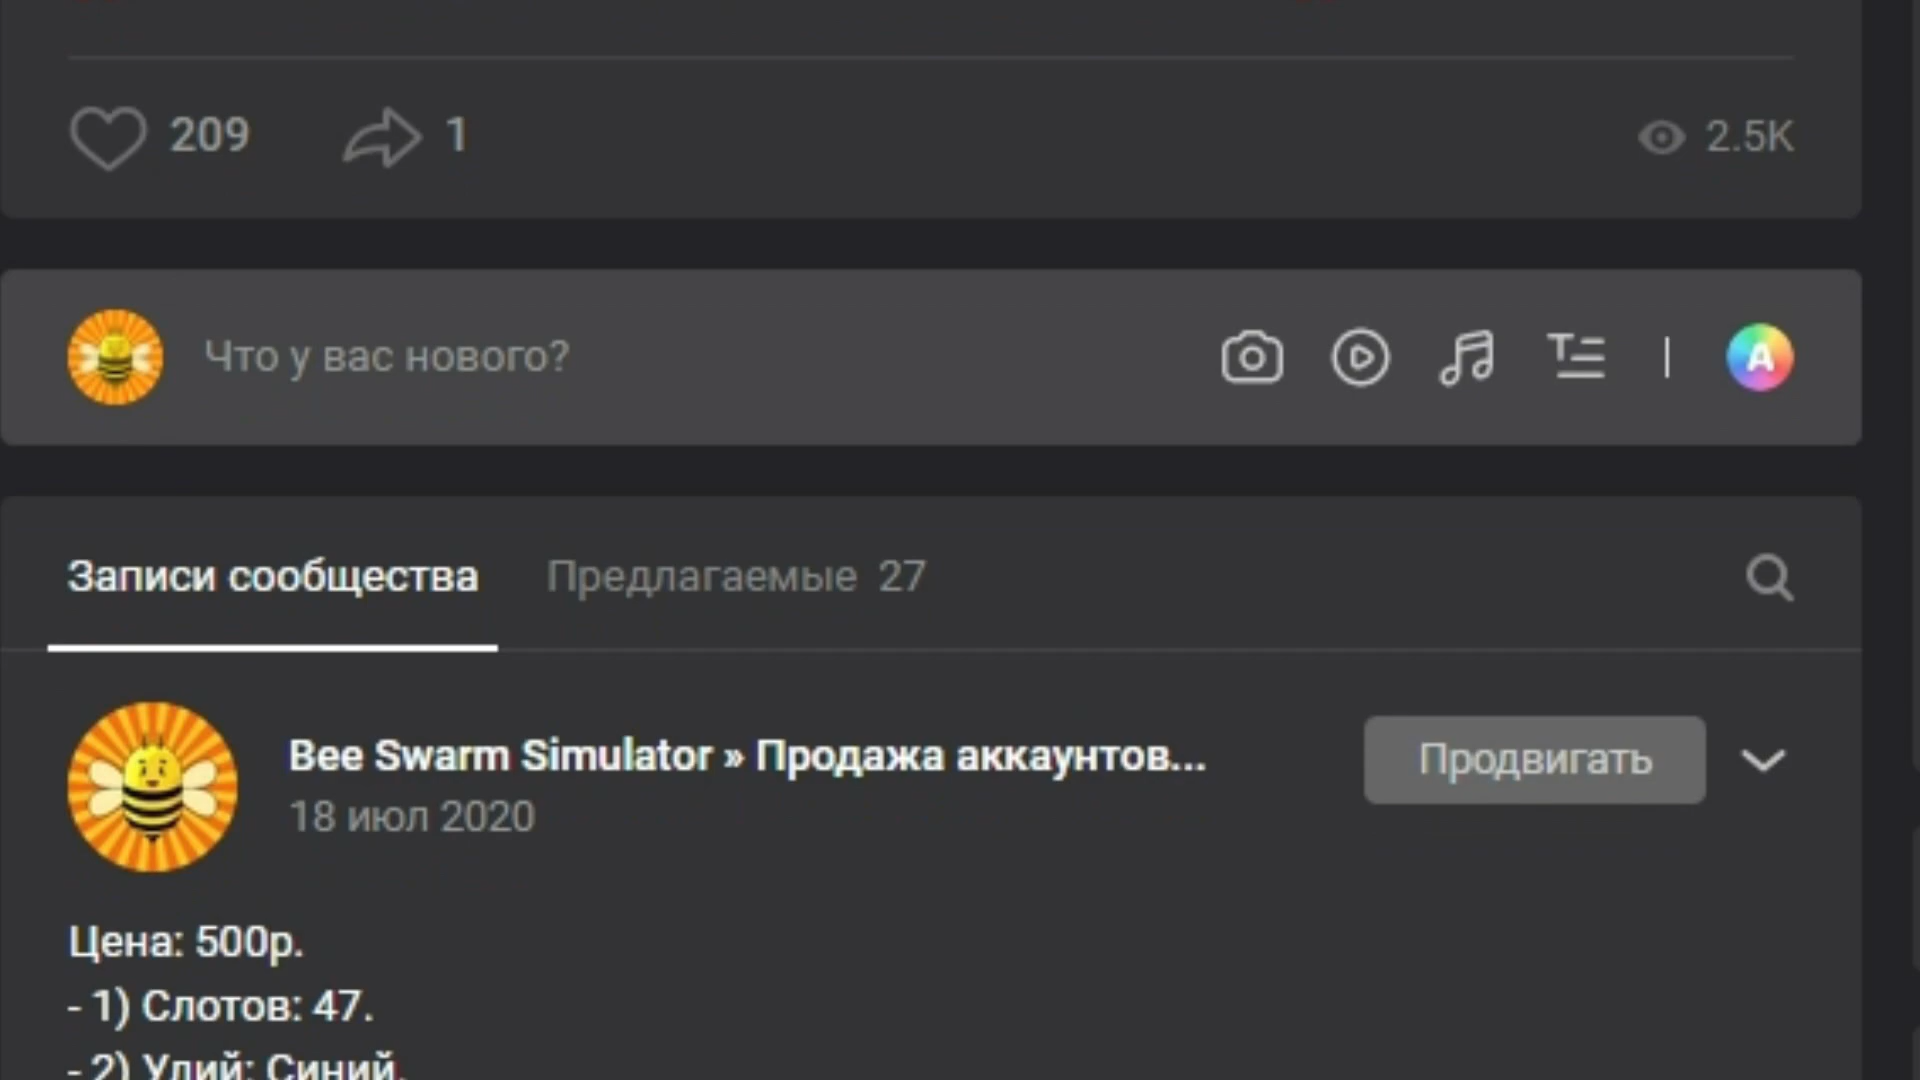 209
1
2.5K
Что у вас нового?
A
Записи сообщества
Предлагаемые 27
Bee Swarm Simulator » Продажа аккаунтов...
Продвигать
18 июл 2020
Цена: 500р.
- 1) Слотов: 47.
- 2) Улий: Синий.